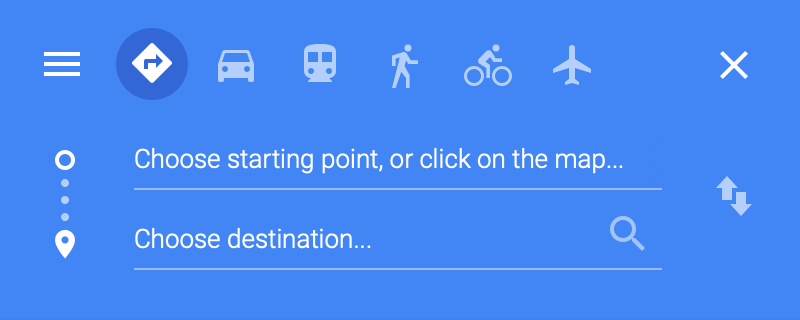 Choose starting point, or click on the map...
Choose destination...